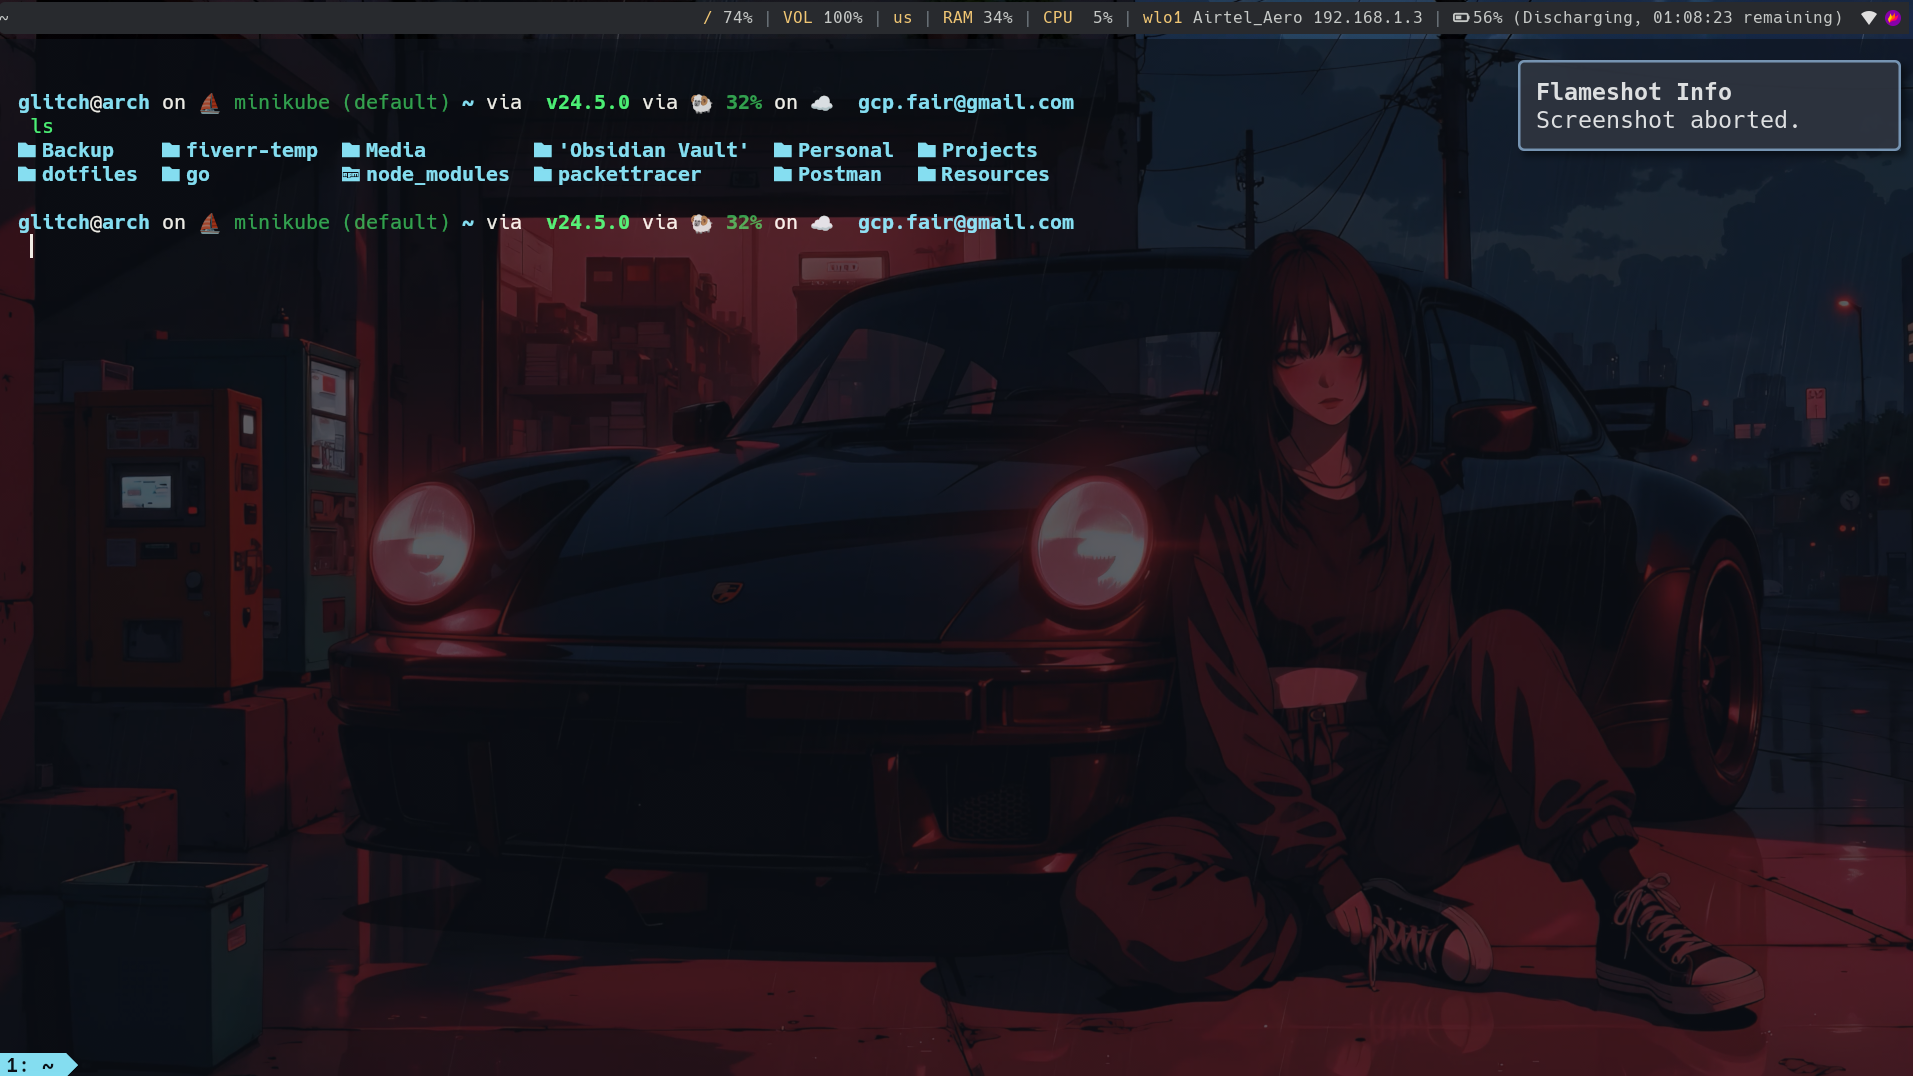 ~ / 74% | VOL 100% | us | RAM 34% | CPU 5% | wlo1 Airtel_Aero 192.168.1.3 | 56% (Discharging, 01:08:23 remaining)
Flameshot Info
Screenshot aborted.
glitch@arch on ⛵ minikube (default) ~ via v24.5.0 via 🐏 32% on ☁️ gcp.fair@gmail.com
ls
Backup fiverr-temp Media 'Obsidian Vault' Personal Projects
dotfiles go node_modules packettracer Postman Resources
glitch@arch on ⛵ minikube (default) ~ via v24.5.0 via 🐏 32% on ☁️ gcp.fair@gmail.com
1: ~